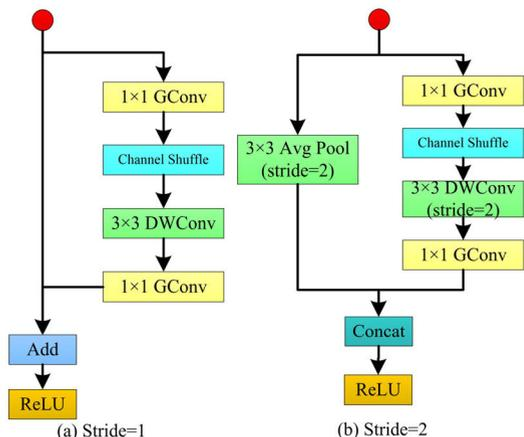 1×1 GConv
Channel Shuffle
3×3 DWConv
1×1 GConv
Add
ReLU
(a) Stride=1
1×1 GConv
3×3 Avg Pool
(stride=2)
Channel Shuffle
3×3 DWConv
(stride=2)
1×1 GConv
Concat
ReLU
(b) Stride=2